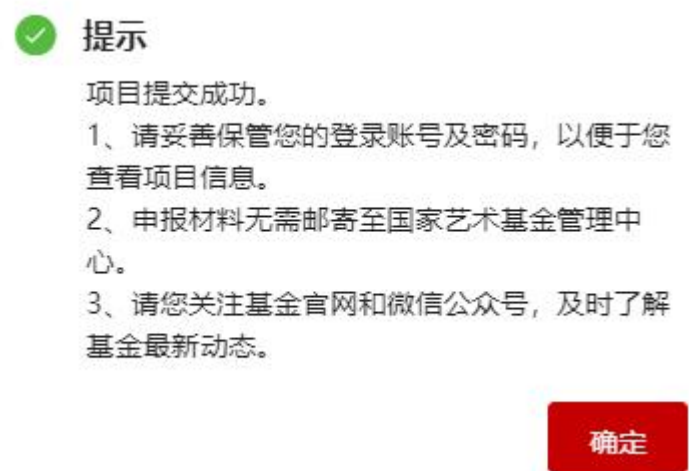 提示
项目提交成功。
1、请妥善保管您的登录账号及密码，以便于您
查看项目信息。
2、申报材料无需邮寄至国家艺术基金管理中
心。
3、请您关注基金官网和微信公众号，及时了解
基金最新动态。
确定